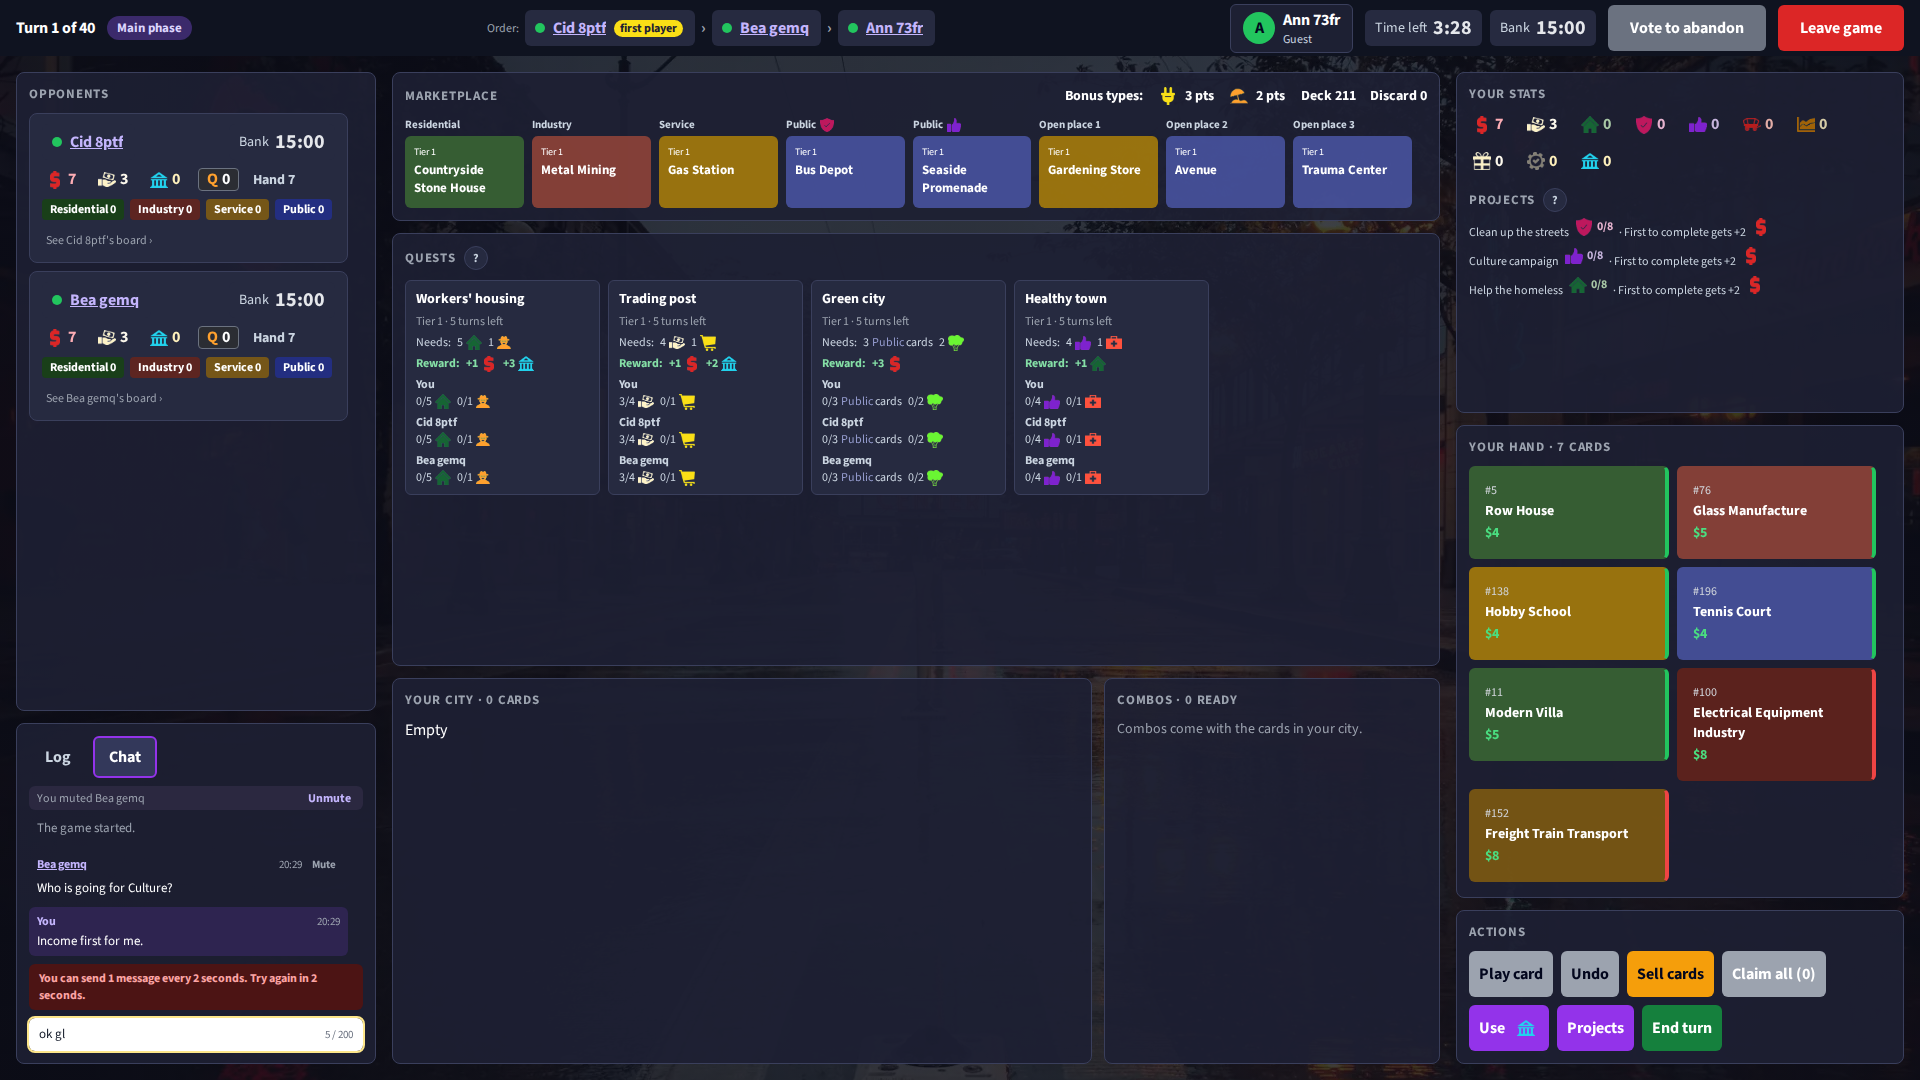 Turn 1 of 40
Main phase
Order:
Cid 8ptf
first player
›
Bea gemq
›
Ann 73fr
A
Ann 73fr
Guest
Time left 3:28
Bank 15:00
Vote to abandon
Leave game
OPPONENTS
Cid 8ptf
Bank 15:00
7
3
0
Q 0
Hand 7
Residential 0
Industry 0
Service 0
Public 0
See Cid 8ptf's board ›
Bea gemq
Bank 15:00
7
3
0
Q 0
Hand 7
Residential 0
Industry 0
Service 0
Public 0
See Bea gemq's board ›
Log
Chat
You muted Bea gemq
Unmute
The game started.
Bea gemq
20:29
Mute
Who is going for Culture?
You
20:29
Income first for me.
You can send 1 message every 2 seconds. Try again in 2
seconds.
ok gl
5 / 200
MARKETPLACE
Bonus types:
3 pts
2 pts
Deck 211
Discard 0
Residential
Tier 1
Countryside
Stone House
Industry
Tier 1
Metal Mining
Service
Tier 1
Gas Station
Public
Tier 1
Bus Depot
Public
Tier 1
Seaside
Promenade
Open place 1
Tier 1
Gardening Store
Open place 2
Tier 1
Avenue
Open place 3
Tier 1
Trauma Center
QUESTS
?
Workers' housing
Tier 1 · 5 turns left
Needs: 5 1
Reward: +1 $ +3
You
0/5 0/1
Cid 8ptf
0/5 0/1
Bea gemq
0/5 0/1
Trading post
Tier 1 · 5 turns left
Needs: 4 1
Reward: +1 $ +2
You
3/4 0/1
Cid 8ptf
3/4 0/1
Bea gemq
3/4 0/1
Green city
Tier 1 · 5 turns left
Needs: 3 Public cards 2
Reward: +3 $
You
0/3 Public cards 0/2
Cid 8ptf
0/3 Public cards 0/2
Bea gemq
0/3 Public cards 0/2
Healthy town
Tier 1 · 5 turns left
Needs: 4 1
Reward: +1
You
0/4 0/1
Cid 8ptf
0/4 0/1
Bea gemq
0/4 0/1
YOUR CITY · 0 CARDS
Empty
COMBOS · 0 READY
Combos come with the cards in your city.
YOUR STATS
$ 7 3 0 0 0 0 0
0 0 0
PROJECTS
?
Clean up the streets 0/8 · First to complete gets +2 $
Culture campaign 0/8 · First to complete gets +2 $
Help the homeless 0/8 · First to complete gets +2 $
YOUR HAND · 7 CARDS
#5
Row House
$4
#76
Glass Manufacture
$5
#138
Hobby School
$4
#196
Tennis Court
$4
#11
Modern Villa
$5
#100
Electrical Equipment
Industry
$8
#152
Freight Train Transport
$8
ACTIONS
Play card
Undo
Sell cards
Claim all (0)
Use
Projects
End turn